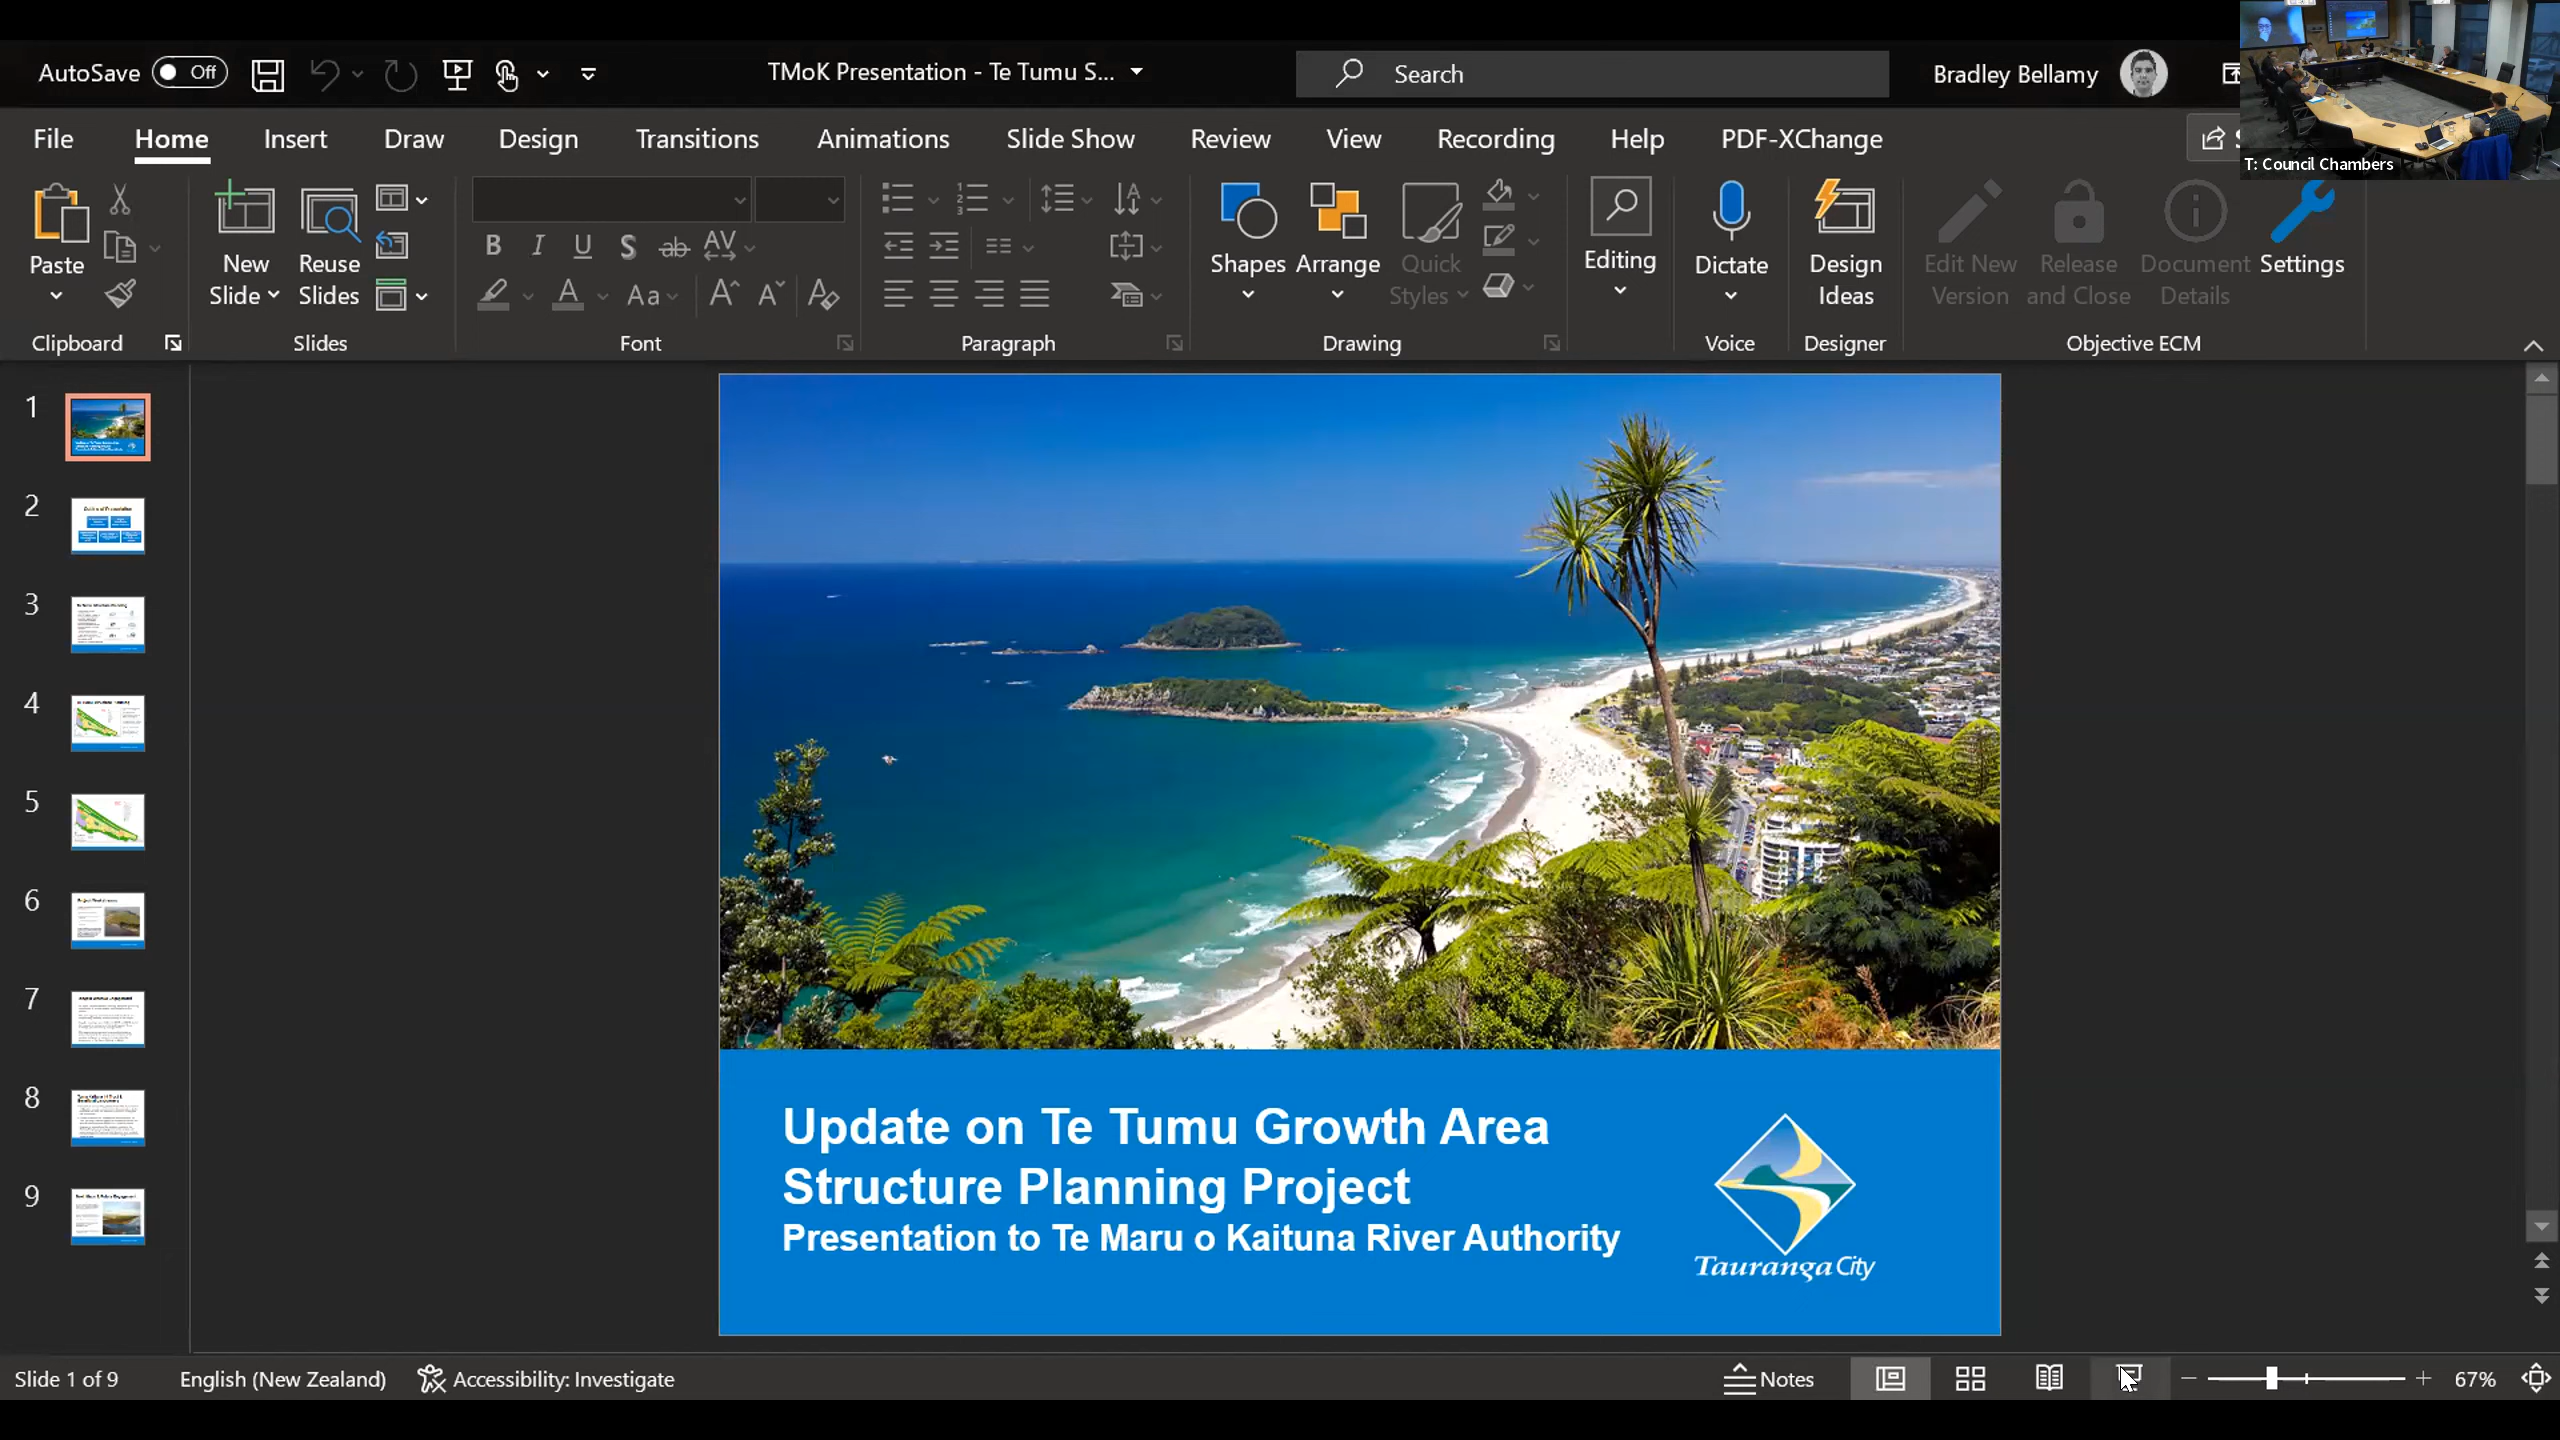 AutoSave Off
TMoK Presentation - Te Tumu S...
Search
Bradley Bellamy
File Home Insert Draw Design Transitions Animations Slide Show Review View Recording Help PDF-XChange
T: Council Chambers
Paste
New Slide
Reuse Slides
Shapes
Arrange
Quick Styles
Editing
Dictate
Design Ideas
Edit New Version
Release and Close
Document Details
Settings
Clipboard Slides Font Paragraph Drawing Voice Designer Objective ECM
1
2
3
4
5
6
7
8
9
Update on Te Tumu Growth Area
Structure Planning Project
Presentation to Te Maru o Kaituna River Authority
Tauranga City
Slide 1 of 9 English (New Zealand) Accessibility: Investigate Notes 67%